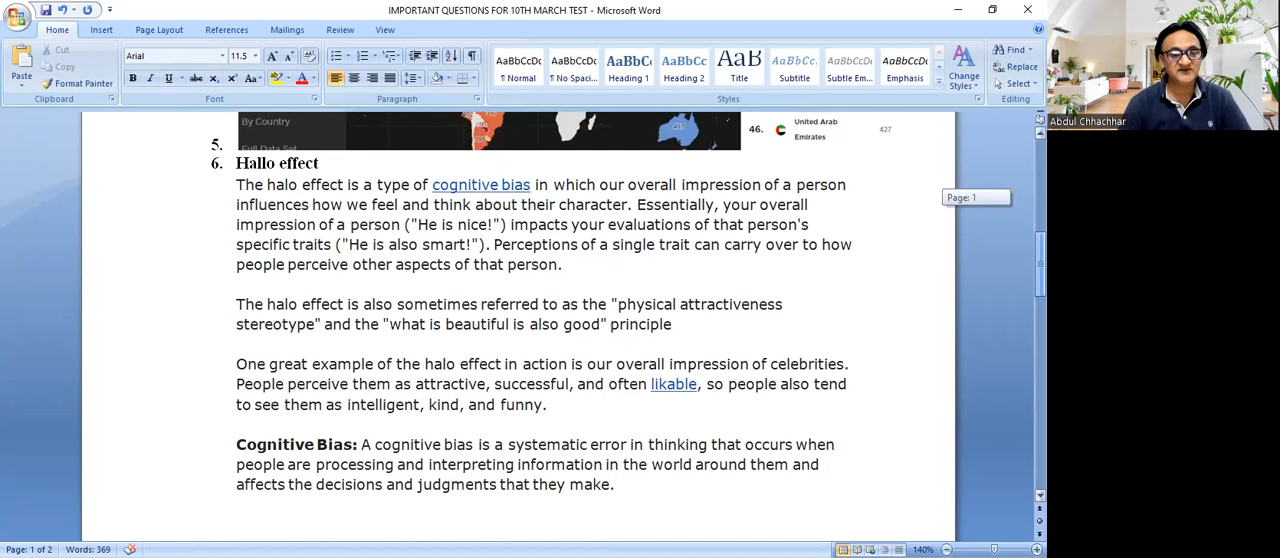 IMPORTANT QUESTIONS FOR 10TH MARCH TEST - Microsoft Word
Home Insert Page Layout References Mailings Review View
Paste
Cut
Copy
Format Painter
Clipboard
Arial 11.5
Font
Paragraph
AaBbCcDc AaBbCcDc AaBbC AaBbCc AaB AaBbCc. AaBbCcDc AaBbCcDc
¶ Normal ¶ No Spaci... Heading 1 Heading 2 Title Subtitle Subtle Em... Emphasis
Change
Styles
Styles
Find
Replace
Select
Editing
Abdul Chhachhar
By Country
Full Data Set
46. United Arab
Emirates
427
5.
6. Hallo effect
The halo effect is a type of cognitive bias in which our overall impression of a person
influences how we feel and think about their character. Essentially, your overall
impression of a person ("He is nice!") impacts your evaluations of that person's
specific traits ("He is also smart!"). Perceptions of a single trait can carry over to how
people perceive other aspects of that person.
The halo effect is also sometimes referred to as the "physical attractiveness
stereotype" and the "what is beautiful is also good" principle
One great example of the halo effect in action is our overall impression of celebrities.
People perceive them as attractive, successful, and often likable, so people also tend
to see them as intelligent, kind, and funny.
Cognitive Bias: A cognitive bias is a systematic error in thinking that occurs when
people are processing and interpreting information in the world around them and
affects the decisions and judgments that they make.
Page: 1
Page: 1 of 2 Words: 369
140%